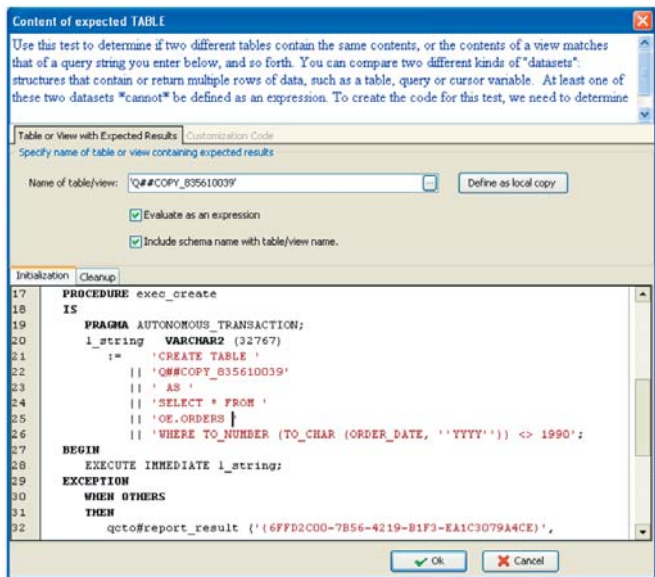 Content of expected TABLE
Use this test to determine if two different tables contain the same contents, or the contents of a view matches
that of a query string you enter below, and so forth. You can compare two different kinds of "datasets":
structures that contain or return multiple rows of data, such as a table, query or cursor variable. At least one of
these two datasets *cannot* be defined as an expression. To create the code for this test, we need to determine
Table or View with Expected Results Customization Code
Specify name of table or view containing expected results
Name of table/view: 'Q##COPY_835610039' ... Define as local copy
Evaluate as an expression
Include schema name with table/view name.
Initialization Cleanup
17 PROCEDURE exec_create
18 IS
19 PRAGMA AUTONOMOUS_TRANSACTION;
20 l_string VARCHAR2 (32767)
21 := 'CREATE TABLE '
22 || 'Q##COPY_835610039'
23 || ' AS '
24 || 'SELECT * FROM '
25 || 'OE.ORDERS '
26 || 'WHERE TO_NUMBER (TO_CHAR (ORDER_DATE, ''YYYY'')) <> 1990';
27 BEGIN
28 EXECUTE IMMEDIATE l_string;
29 EXCEPTION
30 WHEN OTHERS
31 THEN
32 qcto#report_result ('{6FFD2C00-7B56-4219-B1F3-EA1C3079A4CE}',
Ok Cancel